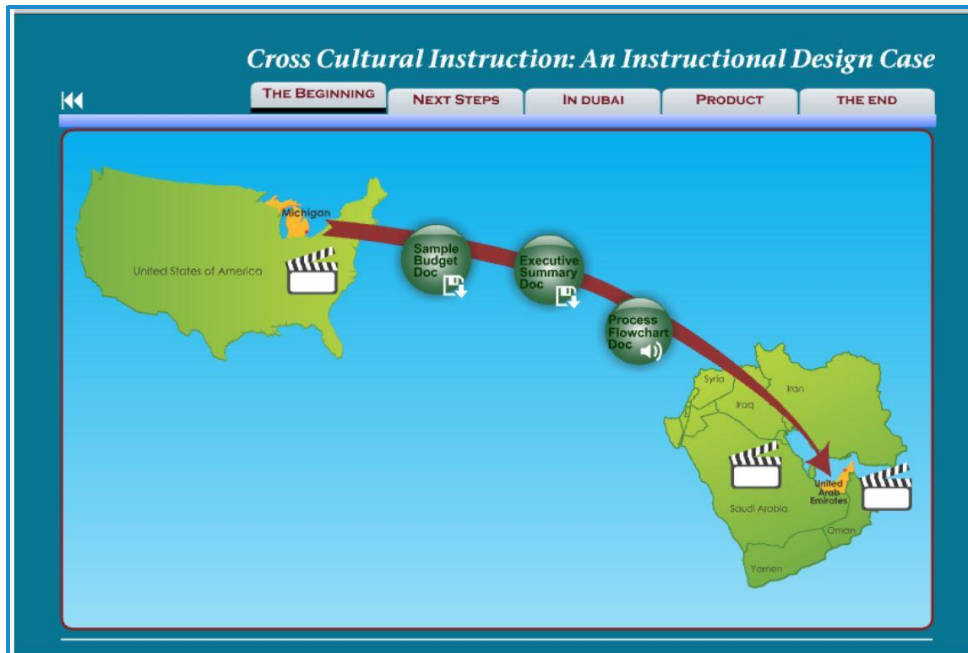 Cross Cultural Instruction: An Instructional Design Case
THE BEGINNING
NEXT STEPS
IN DUBAI
PRODUCT
THE END
Michigan
United States of America
Sample
Budget
Doc
Executive
Summary
Doc
Process
Flowchart
Doc
Syria
Iraq
Iran
United
Arab
Emirates
Saudi Arabia
Oman
Yemen